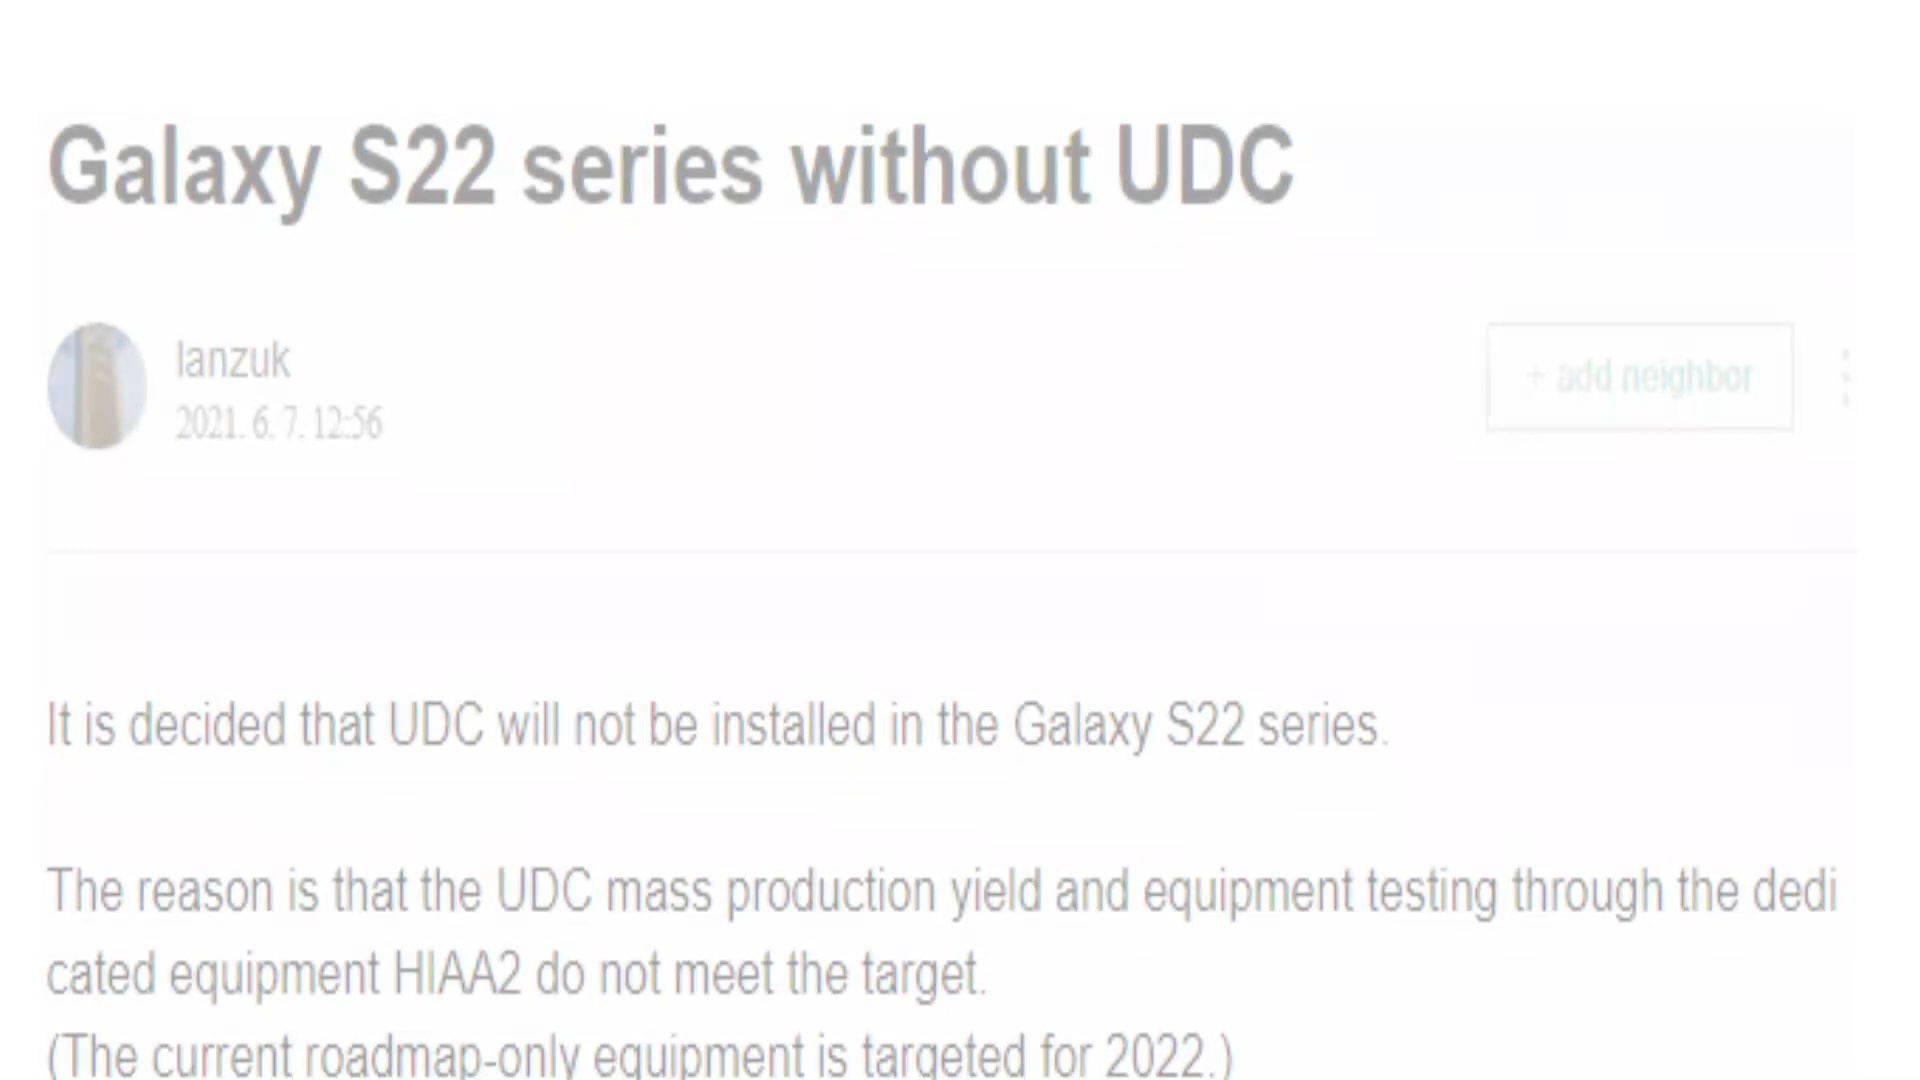 Galaxy S22 series without UDC
lanzuk
+ add neighbor
2021. 6. 7. 12:56
It is decided that UDC will not be installed in the Galaxy S22 series.
The reason is that the UDC mass production yield and equipment testing through the dedi
cated equipment HIAA2 do not meet the target.
(The current roadmap-only equipment is targeted for 2022.)